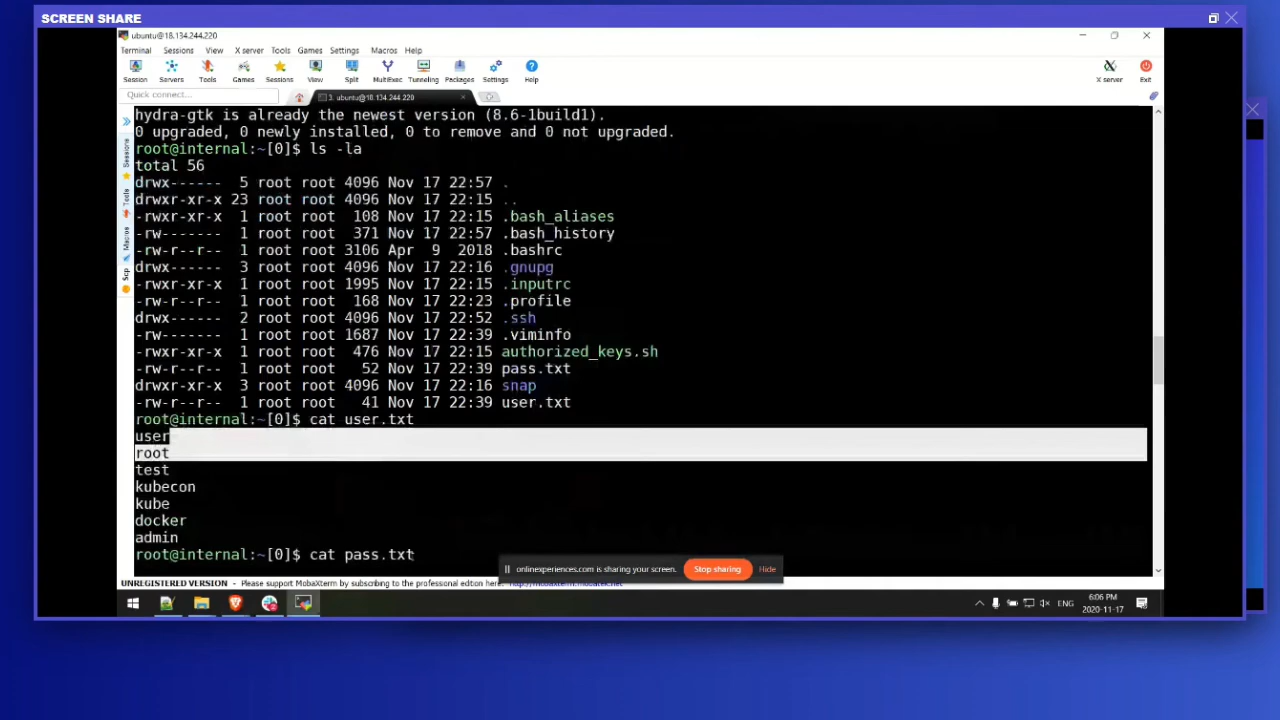 SCREEN SHARE
ubuntu@18.134.244.220
Terminal Sessions View X server Tools Games Settings Macros Help
Session Servers Tools Games Sessions View Split MultiExec Tunneling Packages Settings Help X server Exit
Quick connect...
3. ubuntu@18.134.244.220
Sessions
Tools
Macros
Scp
hydra-gtk is already the newest version (8.6-1build1).
0 upgraded, 0 newly installed, 0 to remove and 0 not upgraded.
root@internal:~[0]$ ls -la
total 56
drwx------ 5 root root 4096 Nov 17 22:57 .
drwxr-xr-x 23 root root 4096 Nov 17 22:15 ..
-rwxr-xr-x 1 root root 108 Nov 17 22:15 .bash_aliases
-rw------- 1 root root 371 Nov 17 22:57 .bash_history
-rw-r--r-- 1 root root 3106 Apr 9 2018 .bashrc
drwx------ 3 root root 4096 Nov 17 22:16 .gnupg
-rwxr-xr-x 1 root root 1995 Nov 17 22:15 .inputrc
-rw-r--r-- 1 root root 168 Nov 17 22:23 .profile
drwx------ 2 root root 4096 Nov 17 22:52 .ssh
-rw------- 1 root root 1687 Nov 17 22:39 .viminfo
-rwxr-xr-x 1 root root 476 Nov 17 22:15 authorized_keys.sh
-rw-r--r-- 1 root root 52 Nov 17 22:39 pass.txt
drwxr-xr-x 3 root root 4096 Nov 17 22:16 snap
-rw-r--r-- 1 root root 41 Nov 17 22:39 user.txt
root@internal:~[0]$ cat user.txt
user
root
test
kubecon
kube
docker
admin
root@internal:~[0]$ cat pass.txt
onlinexperiences.com is sharing your screen. Stop sharing Hide
UNREGISTERED VERSION - Please support MobaXterm by subscribing to the professional edition here: http://mobaxterm.mobatek.net
ENG
6:06 PM
2020-11-17